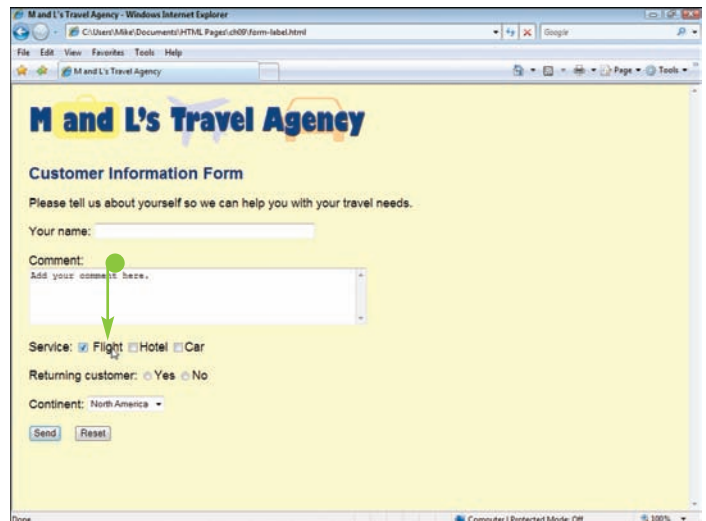 M and L's Travel Agency - Windows Internet Explorer
C:\Users\Mike\Documents\HTML Pages\ch09\form-label.html
Google
File Edit View Favorites Tools Help
M and L's Travel Agency
Page Tools
M and L's Travel Agency
Customer Information Form
Please tell us about yourself so we can help you with your travel needs.
Your name:
Comment:
Add your comment here.
Service: Flight Hotel Car
Returning customer: Yes No
Continent: North America
Send Reset
Done Computer | Protected Mode: Off 100%